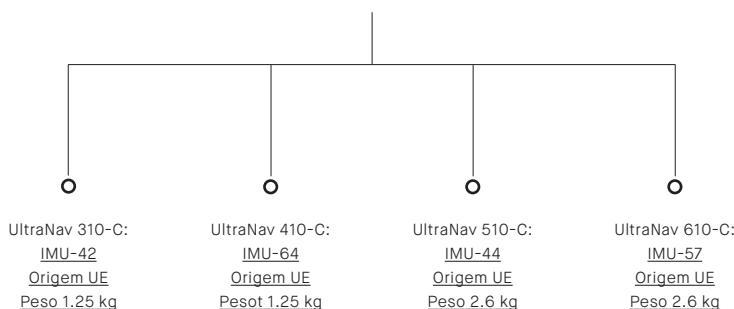 UltraNav 310-C:
IMU-42
Origem UE
Peso 1.25 kg
UltraNav 410-C:
IMU-64
Origem UE
Pesot 1.25 kg
UltraNav 510-C:
IMU-44
Origem UE
Peso 2.6 kg
UltraNav 610-C:
IMU-57
Origem UE
Peso 2.6 kg